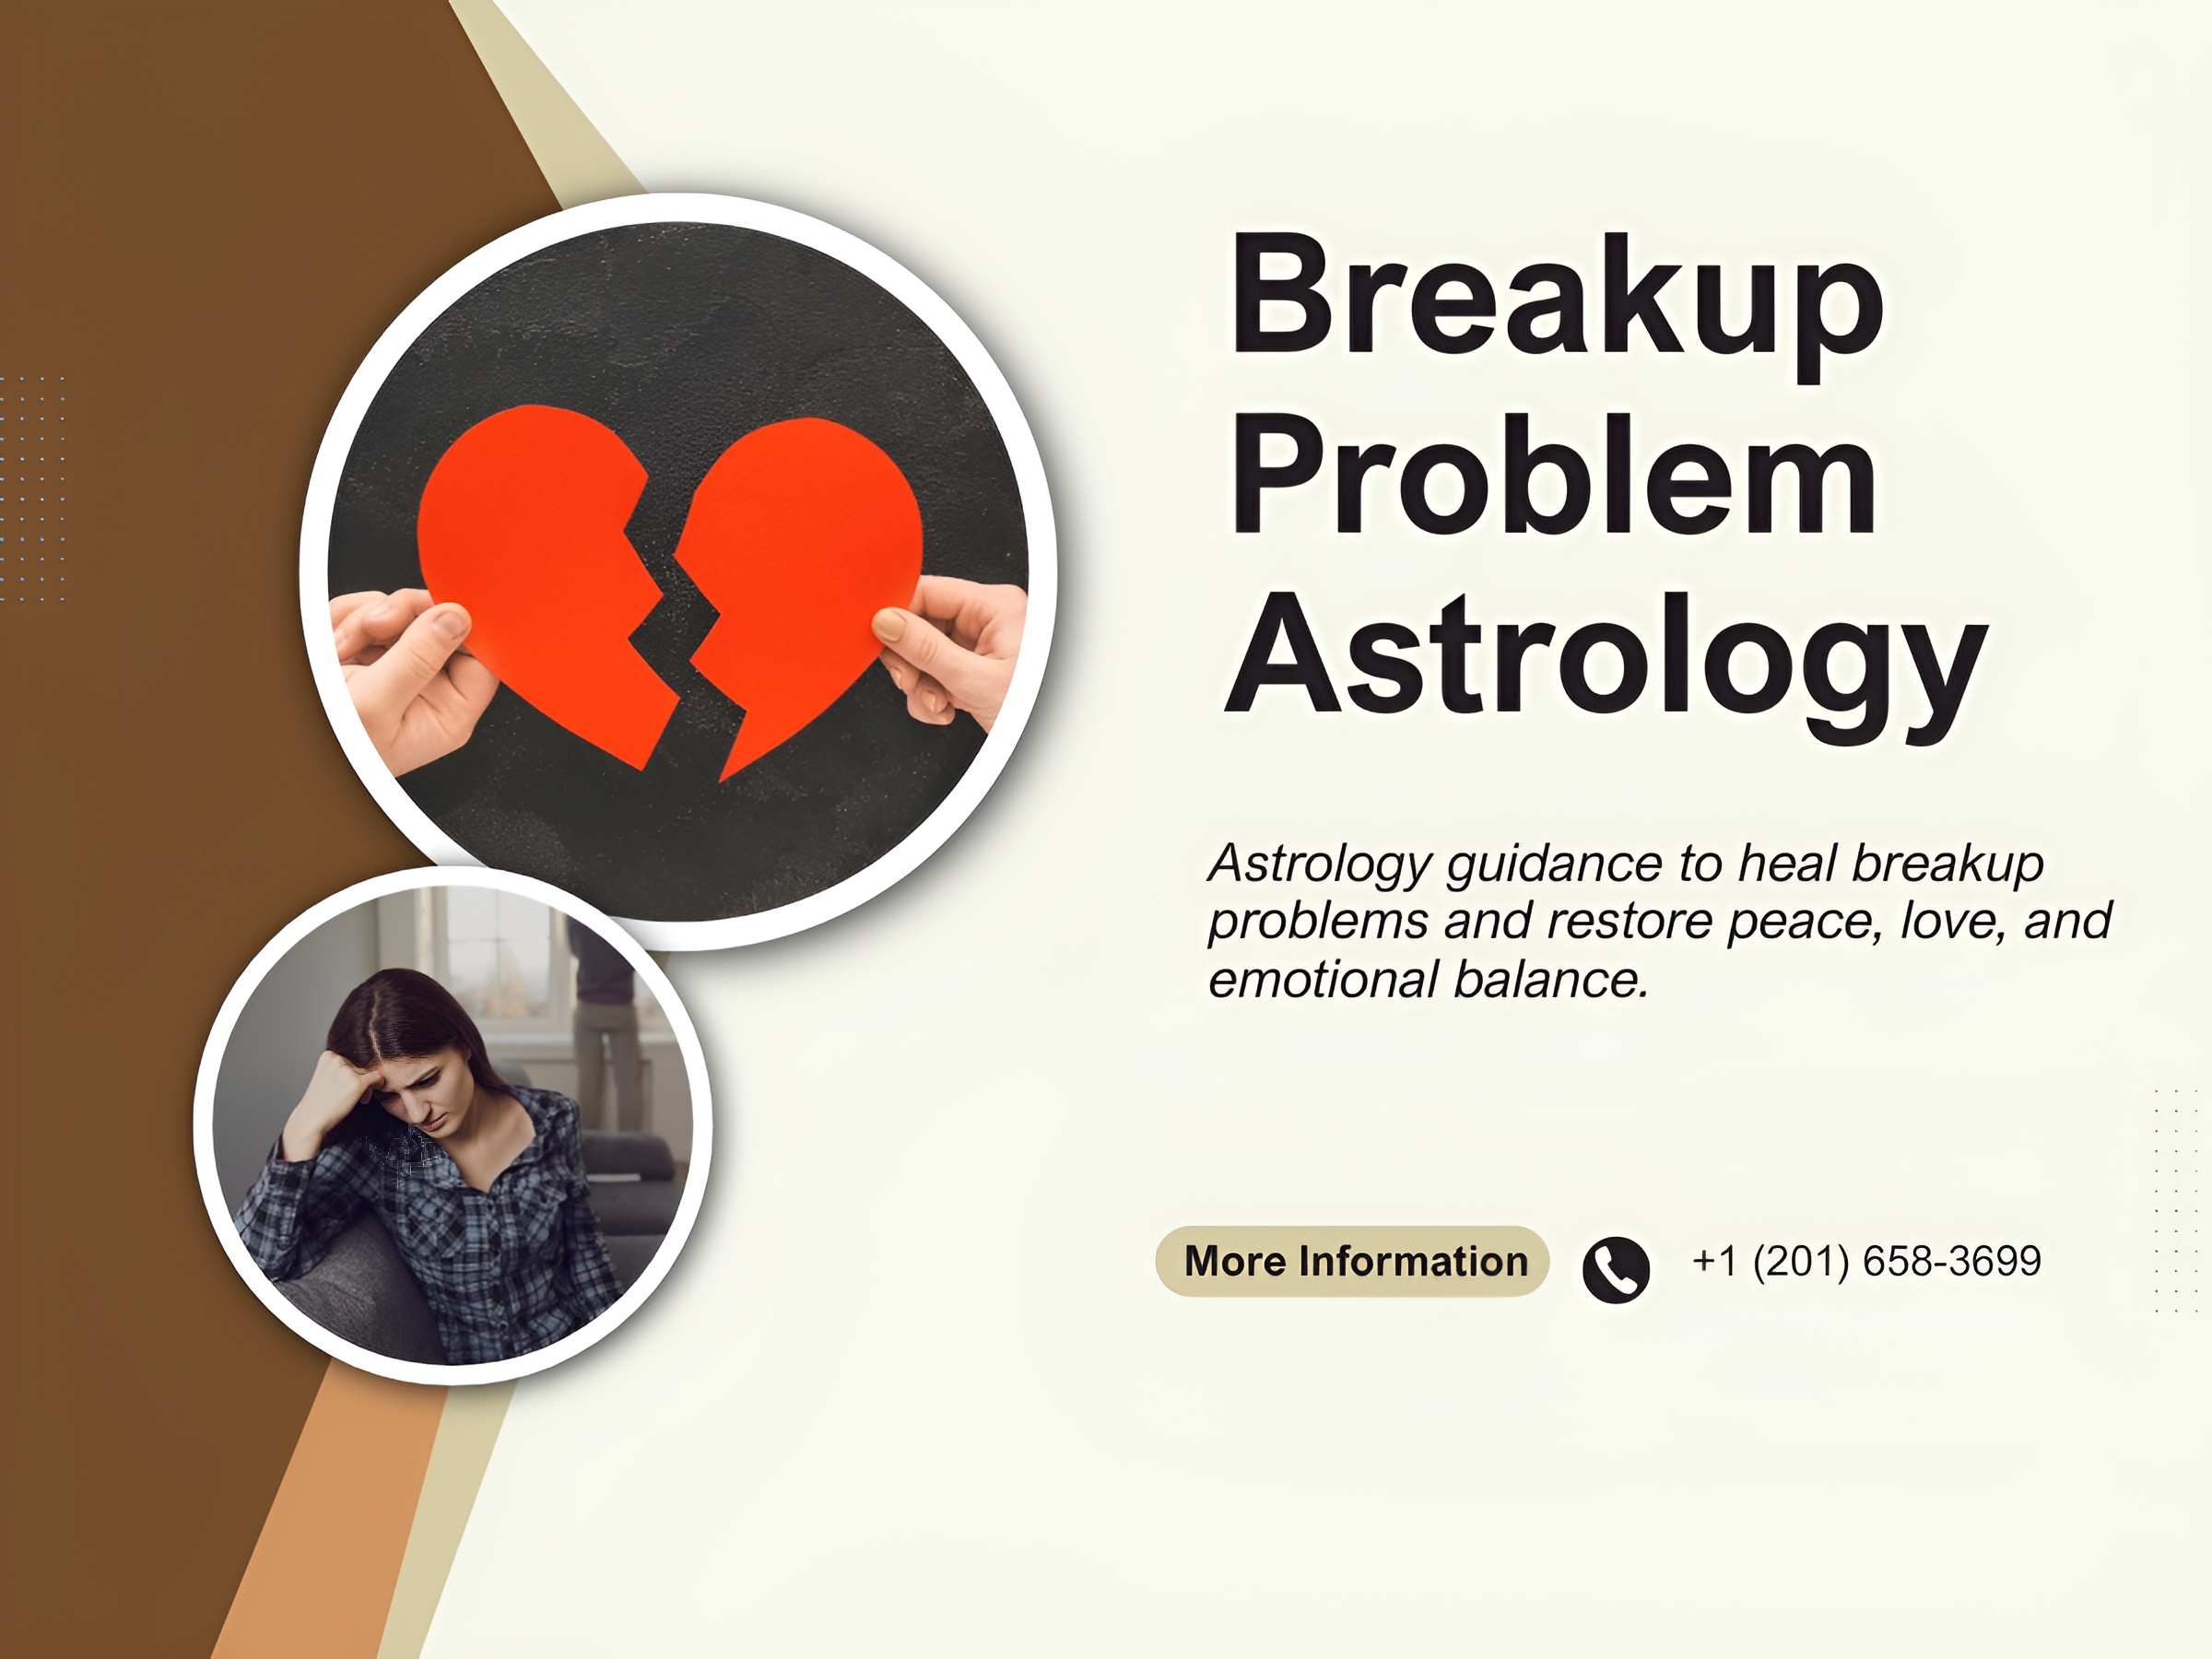 Breakup
Problem
Astrology
Astrology guidance to heal breakup
problems and restore peace, love, and
emotional balance.
More Information
+1 (201) 658-3699